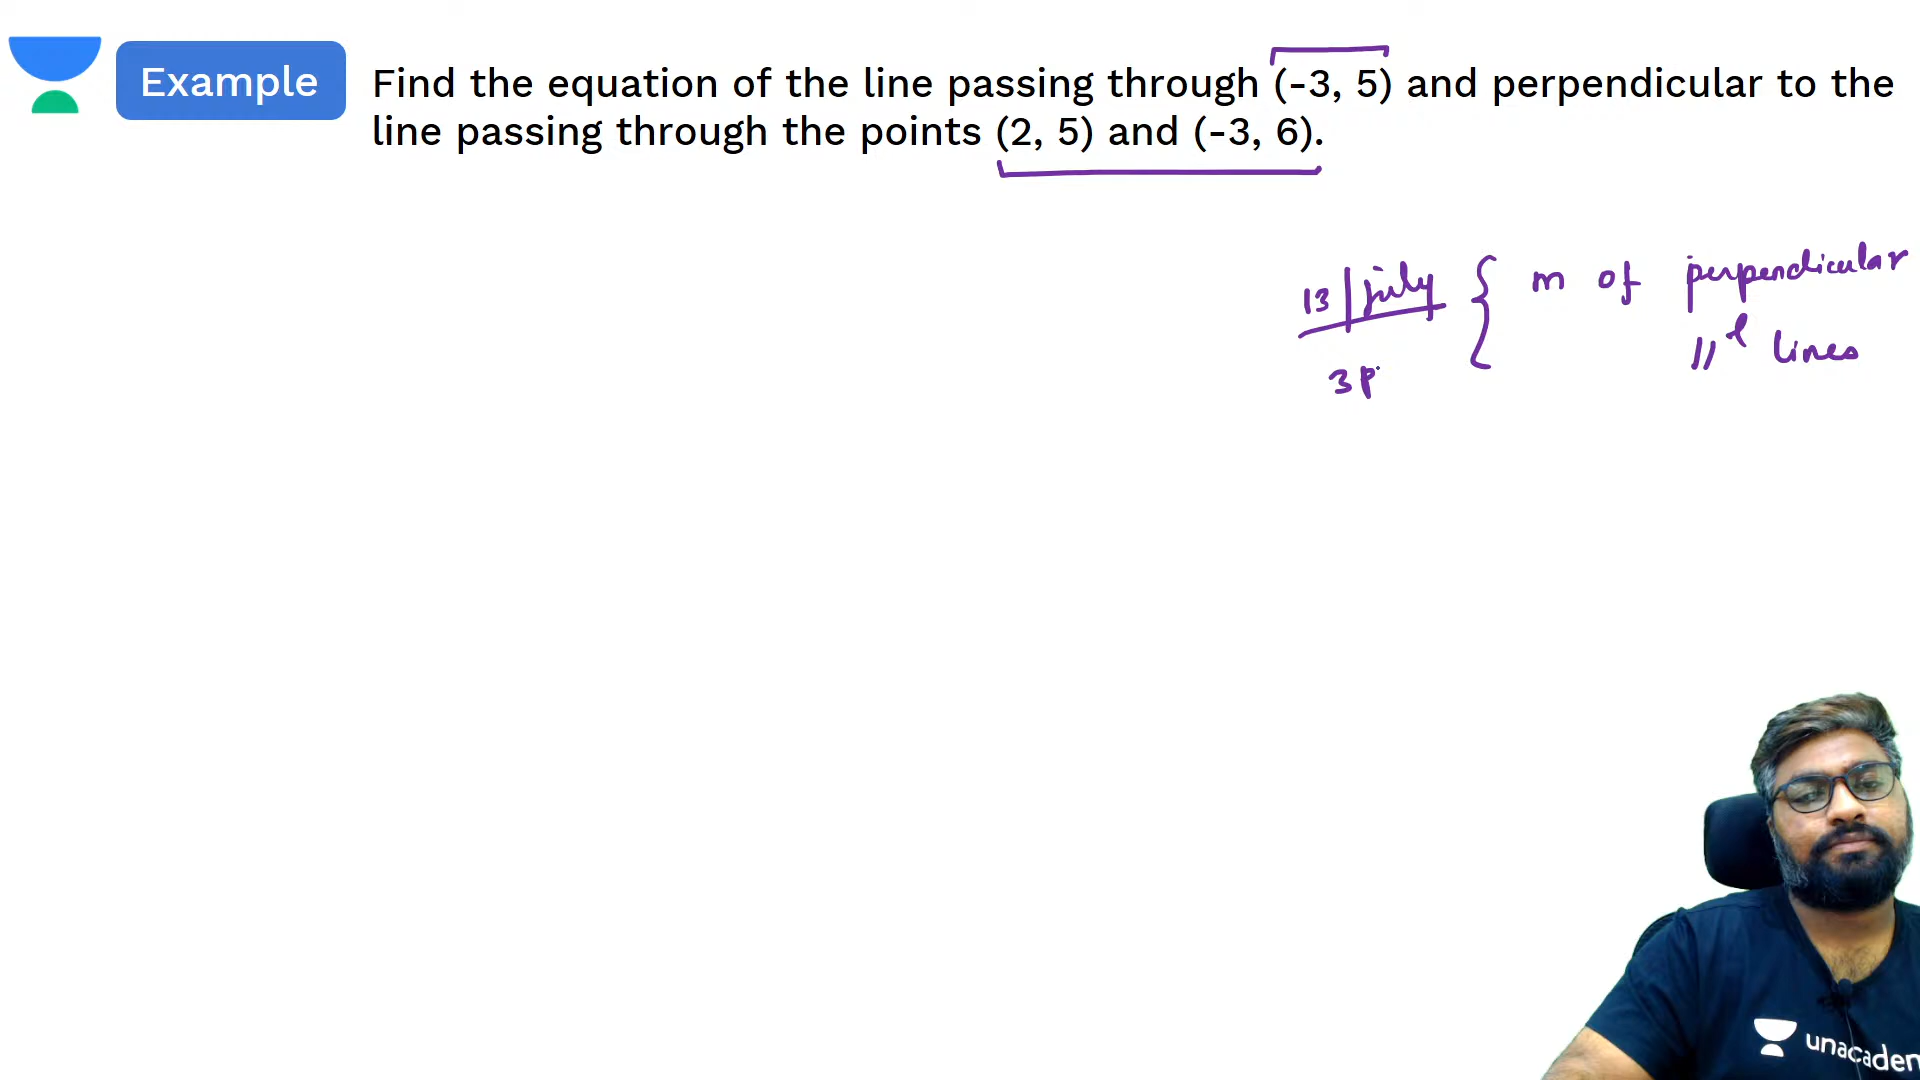 Example
Find the equation of the line passing through (-3, 5) and perpendicular to the
line passing through the points (2, 5) and (-3, 6).
13|july { m of perpendicular
3p
11l lines
unacadem